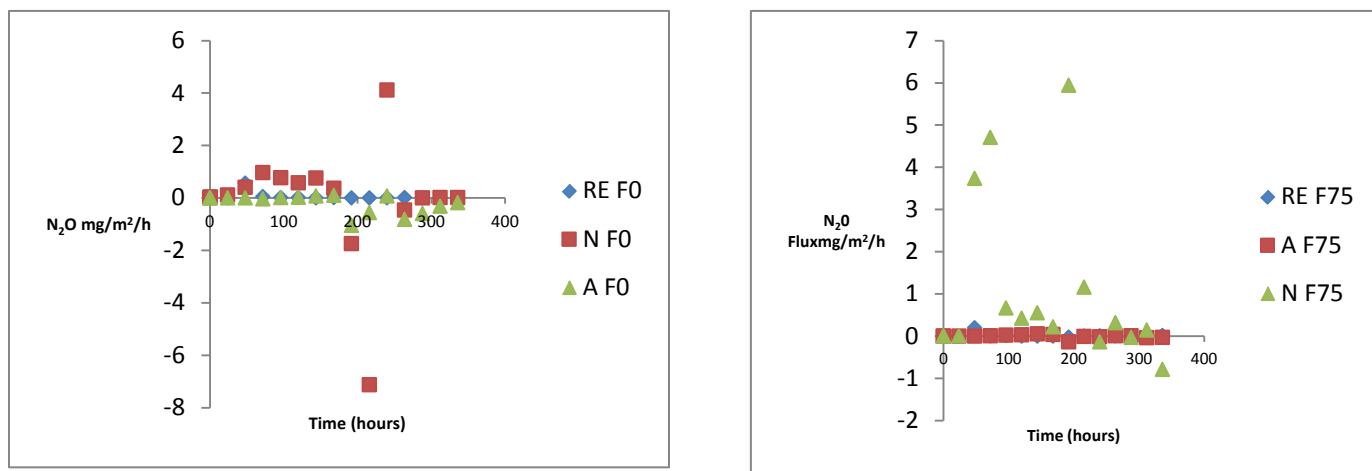 6
4
2
0
-2
-4
-6
-8
0 100 200 300 400
N₂O mg/m²/h
Time (hours)
RE F0
N F0
A F0
7
6
5
4
3
2
1
0
-1
-2
0 100 200 300 400
N₂0
Fluxmg/m²/h
Time (hours)
RE F75
A F75
N F75